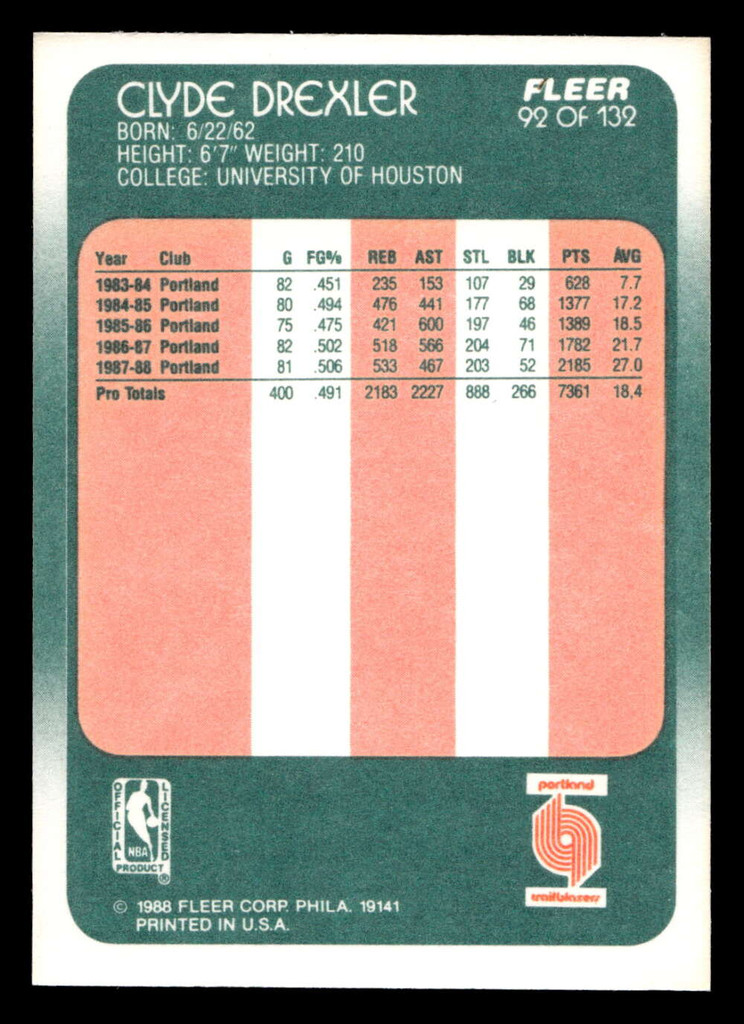 CLYDE DREXLER
FLEER
92 OF 132
BORN: 6/22/62
HEIGHT: 6'7" WEIGHT: 210
COLLEGE: UNIVERSITY OF HOUSTON
Year Club G FG% REB AST STL BLK PTS AVG
1983-84 Portland 82 .451 235 153 107 29 628 7.7
1984-85 Portland 80 .494 476 441 177 68 1377 17.2
1985-86 Portland 75 .475 421 600 197 46 1389 18.5
1986-87 Portland 82 .502 518 566 204 71 1782 21.7
1987-88 Portland 81 .506 533 467 203 52 2185 27.0
Pro Totals 400 .491 2183 2227 888 266 7361 18,4
OFFICIAL
LICENSED
NBA
PRODUCT
®
portland
trailblazers
© 1988 FLEER CORP. PHILA. 19141
PRINTED IN U.S.A.